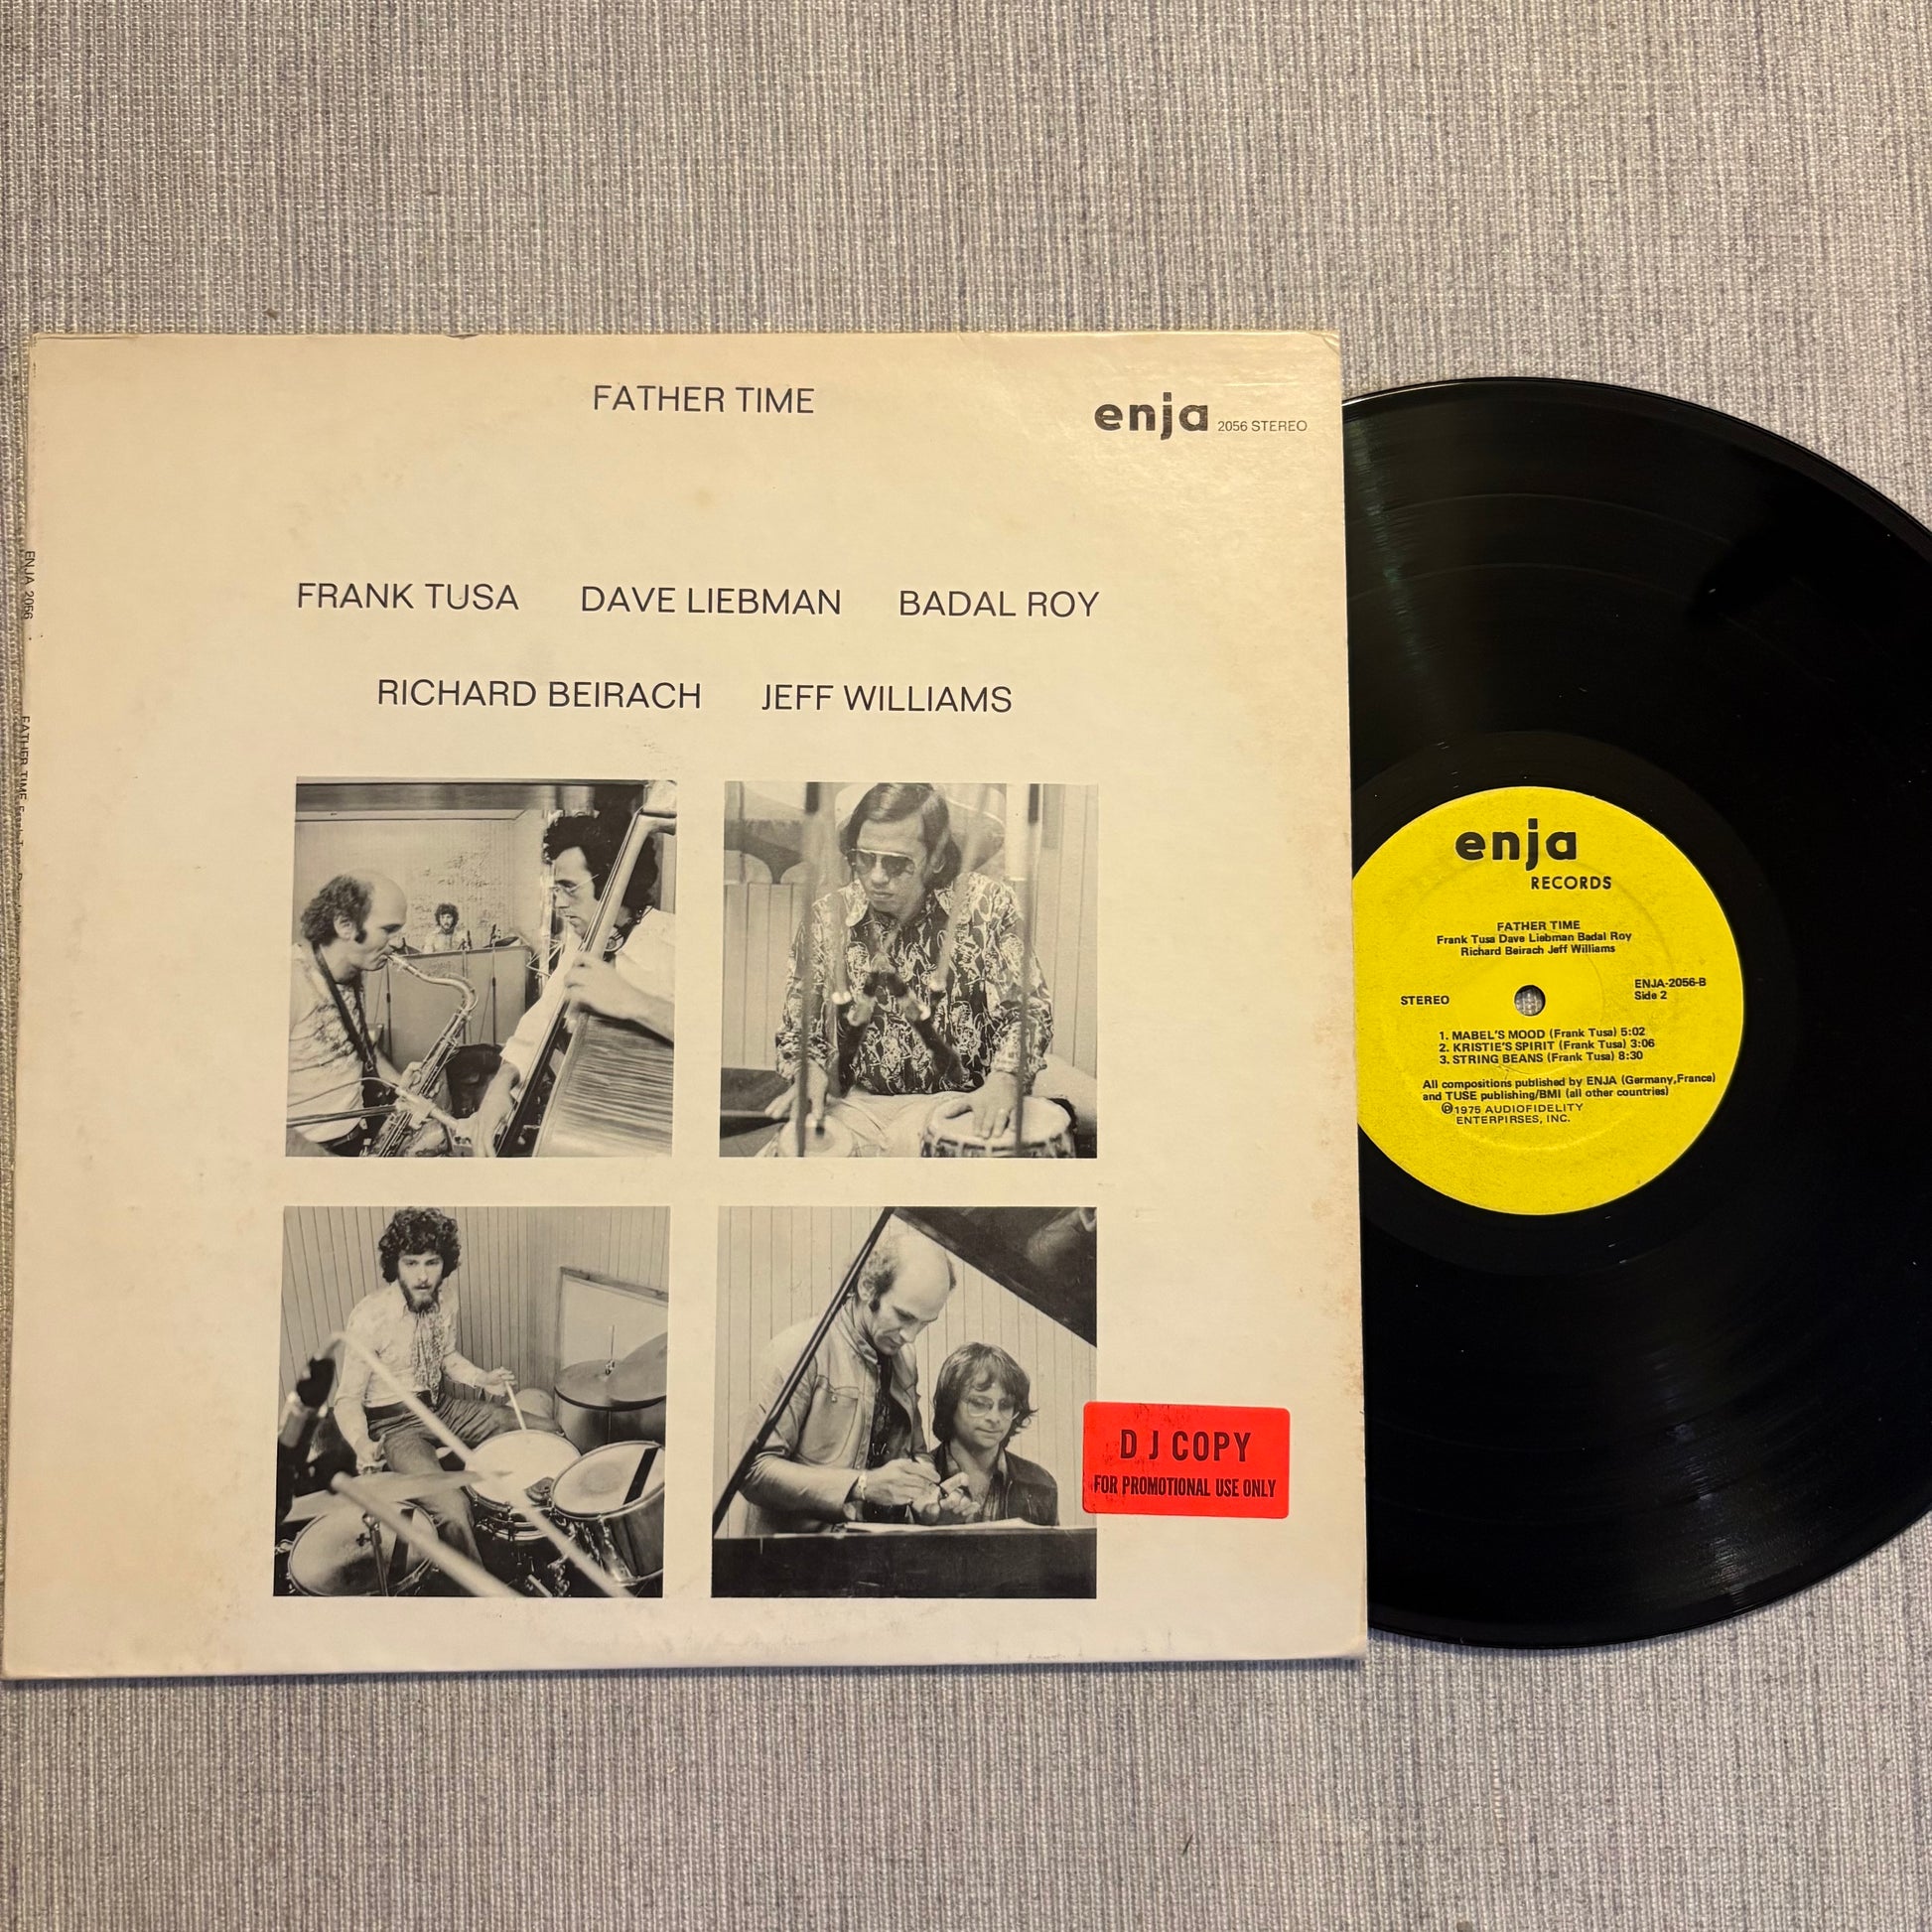 FATHER TIME
enja 2056 STEREO
FRANK TUSA DAVE LIEBMAN BADAL ROY
RICHARD BEIRACH JEFF WILLIAMS
D J COPY
FOR PROMOTIONAL USE ONLY
ENJA 2056
FATHER TIME
enja
RECORDS
FATHER TIME
Frank Tusa Dave Liebman Badal Roy
Richard Beirach Jeff Williams
STEREO
ENJA-2056-B
Side 2
1. MABEL'S MOOD (Frank Tusa) 5:02
2. KRISTIE'S SPIRIT (Frank Tusa) 3:06
3. STRING BEANS (Frank Tusa) 8:30
All compositions published by ENJA (Germany,France)
and TUSE publishing/BMI (all other countries)
℗1975 AUDIOFIDELITY
ENTERPIRSES, INC.